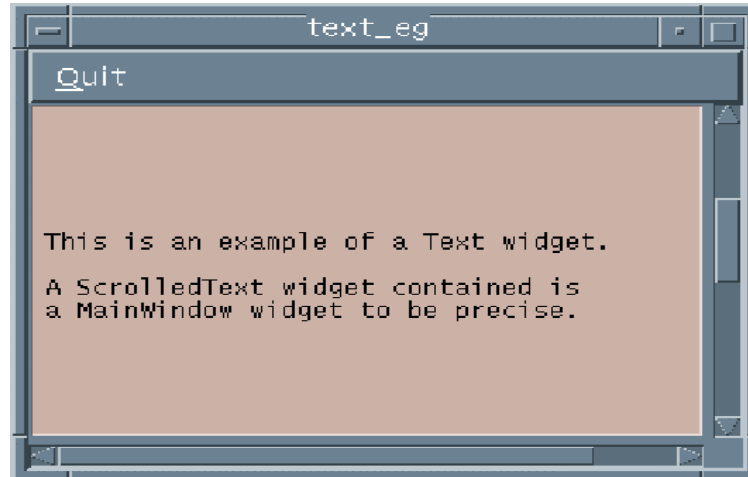 text_eg
Quit
This is an example of a Text widget.
A ScrolledText widget contained is
a MainWindow widget to be precise.